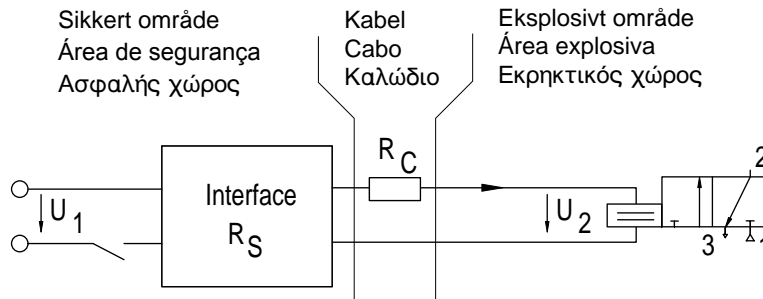 Sikkert område
Área de segurança
Ασφαλής χώρος
Kabel
Cabo
Καλώδιο
Eksplosivt område
Área explosiva
Εκρηκτικός χώρος
R C
U 1
Interface
R S
U 2
2
3
1